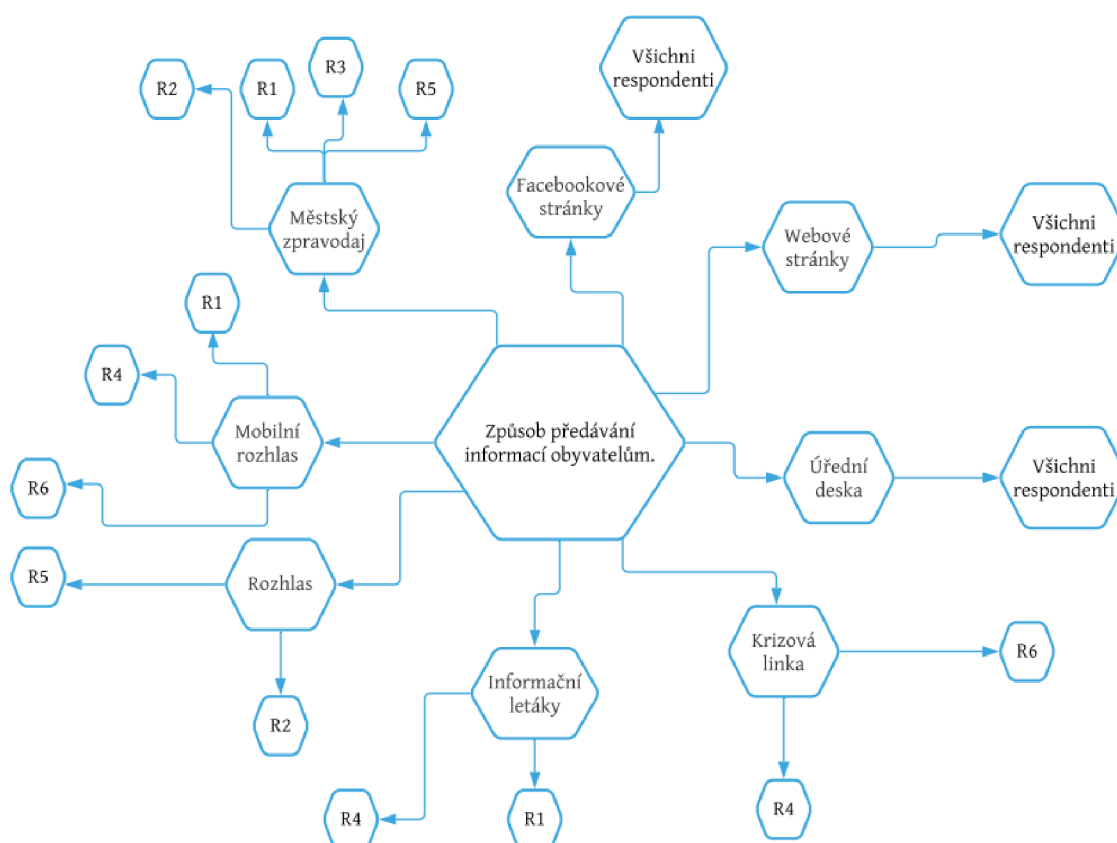 Všichni
respondenti
R3
R2
R1
R5
Facebookové
stránky
Městský
zpravodaj
Webové
stránky
Všichni
respondenti
R1
R4
Mobilní
rozhlas
Způsob předávání
informací obyvatelům.
Úřední
deska
Všichni
respondenti
R6
R5
Rozhlas
Krizová
linka
R6
Informační
letáky
R2
R4
R1
R4